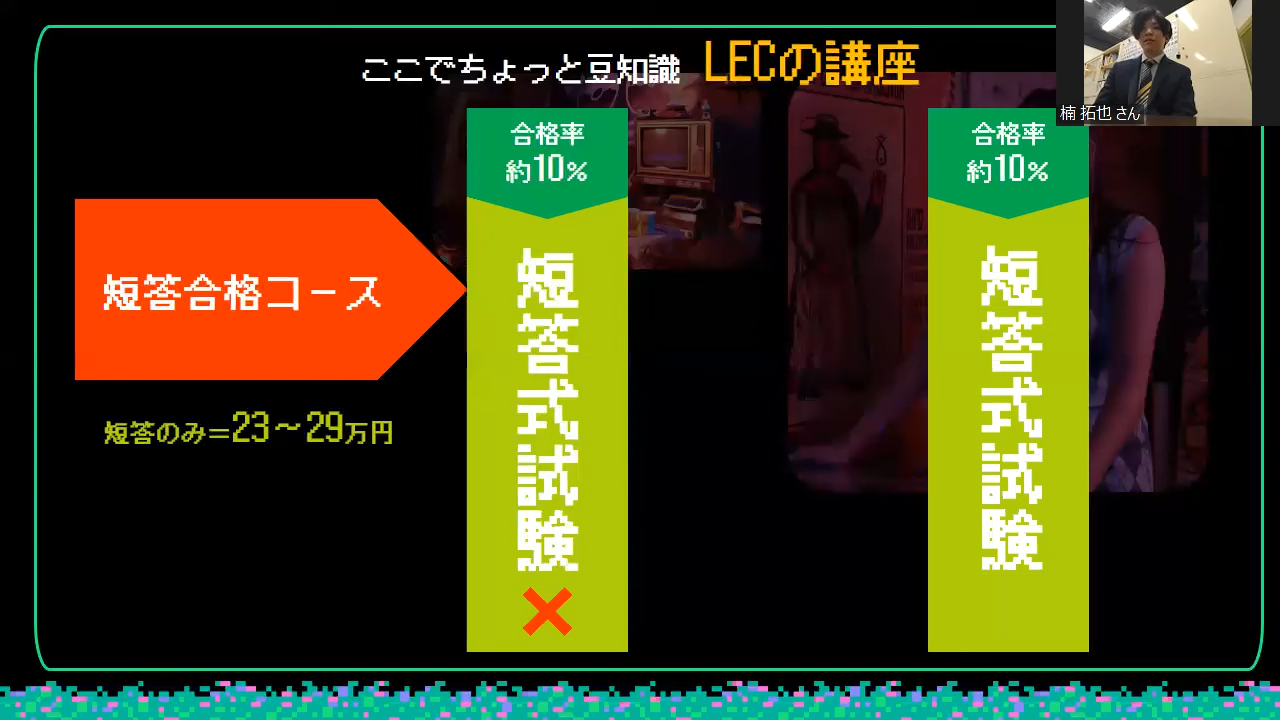 ここでちょっと豆知識 LECの講座
楠 拓也 さん
合格率
約10%
短答式試験
合格率
約10%
短答式試験
短答合格コース
短答のみ=23～29万円